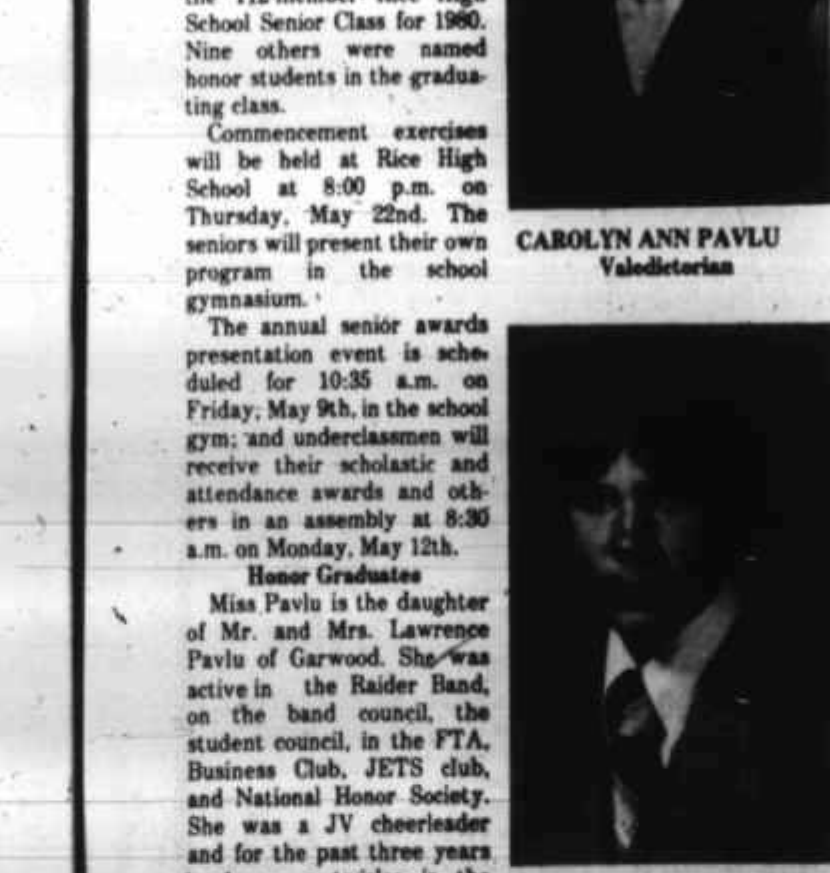 School Senior Class for 1980.
Nine others were named
honor students in the gradua-
ting class.
Commencement exercises
will be held at Rice High
School at 8:00 p.m. on
Thursday, May 22nd. The
seniors will present their own
program in the school
gymnasium.
The annual senior awards
presentation event is sche-
duled for 10:35 a.m. on
Friday, May 9th, in the school
gym; and underclassmen will
receive their scholastic and
attendance awards and oth-
ers in an assembly at 8:30
a.m. on Monday, May 12th.
Honor Graduates
Miss Pavlu is the daughter
of Mr. and Mrs. Lawrence
Pavlu of Garwood. She was
active in the Raider Band,
on the band council, the
student council, in the FTA,
Business Club, JETS club,
and National Honor Society.
She was a JV cheerleader
and for the past three years
CAROLYN ANN PAVLU
Valedictorian